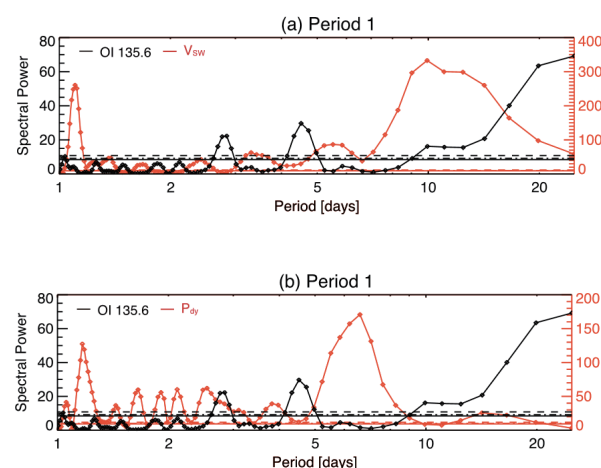 (a) Period 1
OI 135.6 V_SW
80 60 40 20 0
Spectral Power
400 300 200 100 0
1 2 5 10 20
Period [days]
(b) Period 1
OI 135.6 P_dy
80 60 40 20 0
Spectral Power
200 150 100 50 0
1 2 5 10 20
Period [days]